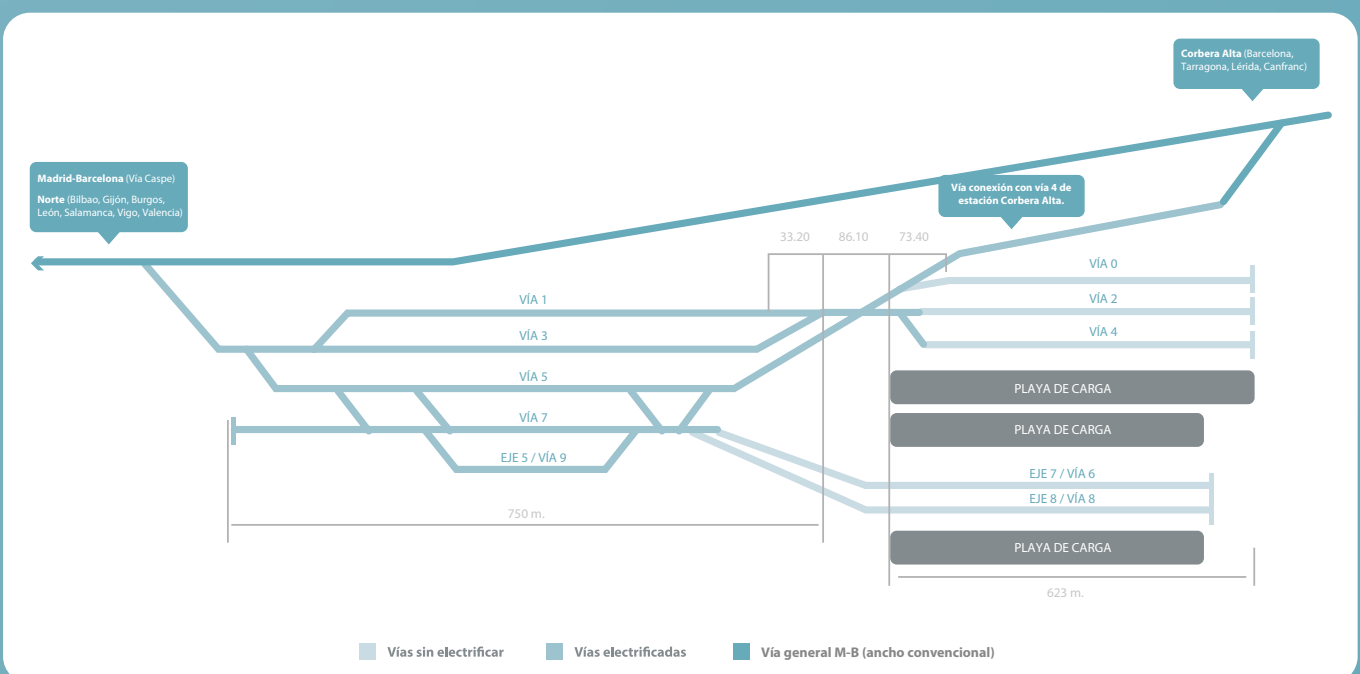 Corbera Alta (Barcelona,
Tarragona, Lérida, Canfranc)
Madrid-Barcelona (Vía Caspe)
Norte (Bilbao, Gijón, Burgos,
León, Salamanca, Vigo, Valencia)
Vía conexión con vía 4 de
estación Corbera Alta.
33.20 86.10 73.40
VÍA 0
VÍA 1
VÍA 2
VÍA 3
VÍA 4
VÍA 5
PLAYA DE CARGA
VÍA 7
PLAYA DE CARGA
EJE 5 / VÍA 9
EJE 7 / VÍA 6
EJE 8 / VÍA 8
750 m.
PLAYA DE CARGA
623 m.
Vías sin electrificar
Vías electrificadas
Vía general M-B (ancho convencional)